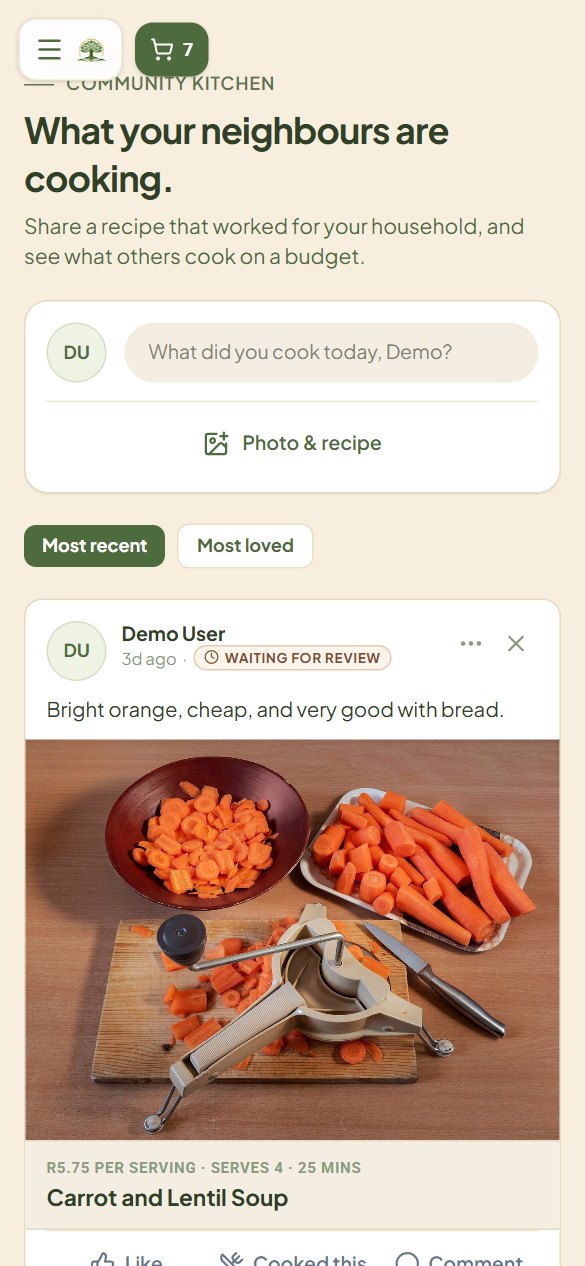 7
COMMUNITY KITCHEN
What your neighbours are
cooking.
Share a recipe that worked for your household, and
see what others cook on a budget.
DU
What did you cook today, Demo?
Photo & recipe
Most recent
Most loved
DU
Demo User
3d ago · WAITING FOR REVIEW
Bright orange, cheap, and very good with bread.
R5.75 PER SERVING · SERVES 4 · 25 MINS
Carrot and Lentil Soup
Like
Cooked this
Comment